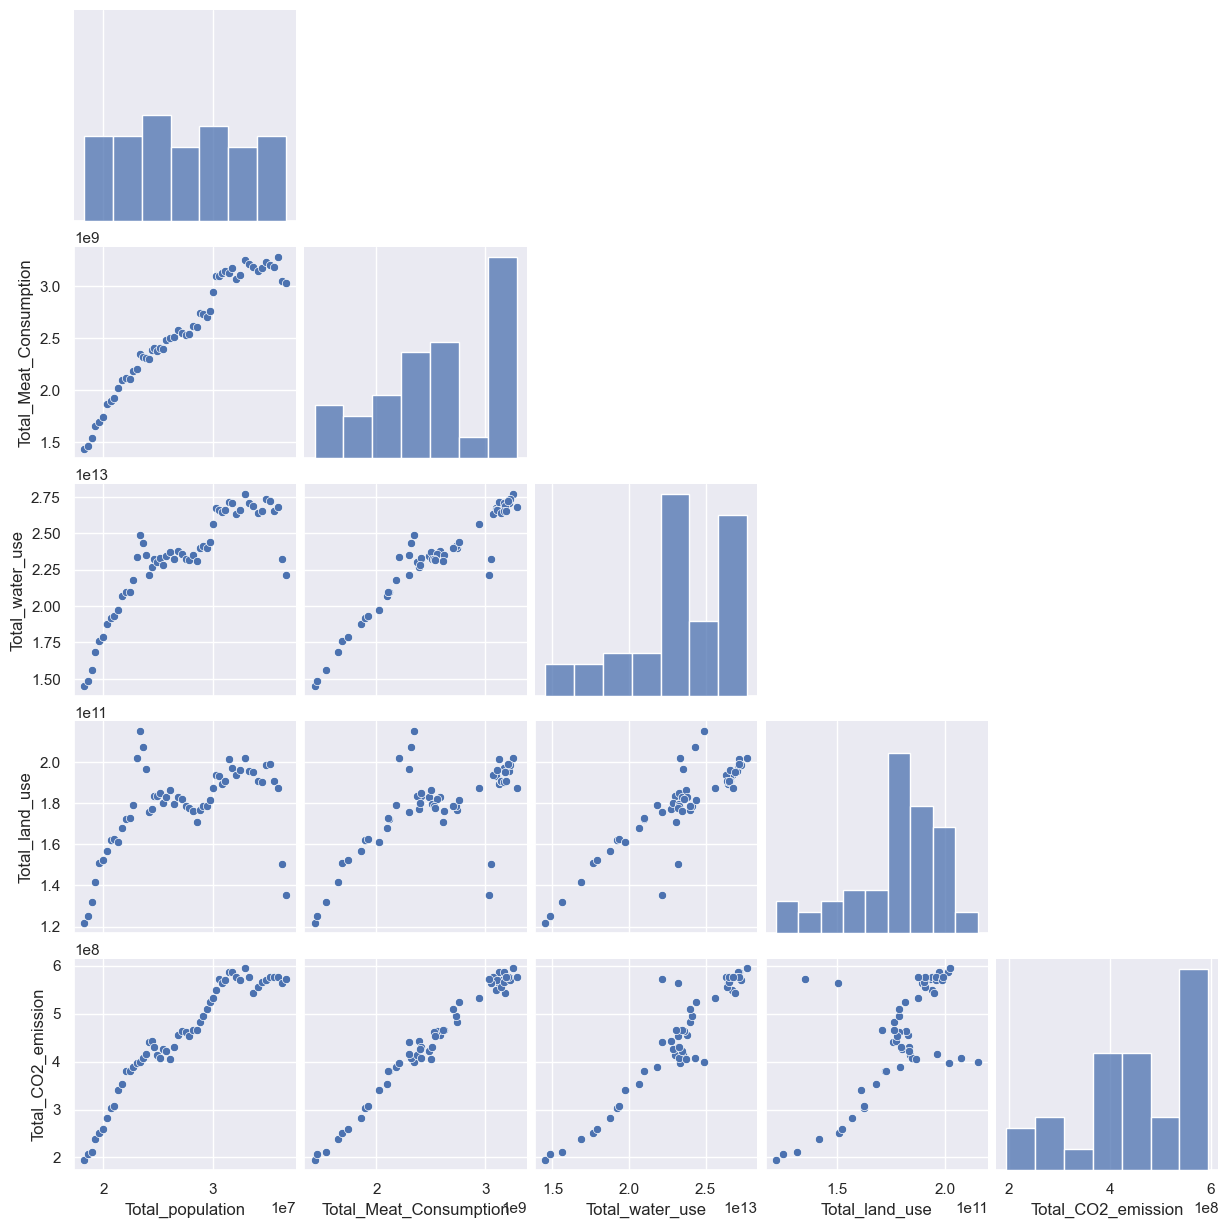 1e9
3.0
2.5
2.0
1.5
Total_Meat_Consumption
1e13
2.75
2.50
2.25
2.00
1.75
1.50
Total_water_use
1e11
2.0
1.8
1.6
1.4
1.2
Total_land_use
1e8
6
5
4
3
2
Total_CO2_emission
2 3 2 3 1.5 2.0 2.5 1.5 2.0 2 4 6
1e7 1e9 1e13 1e11 1e8
Total_population Total_Meat_Consumption Total_water_use Total_land_use Total_CO2_emission